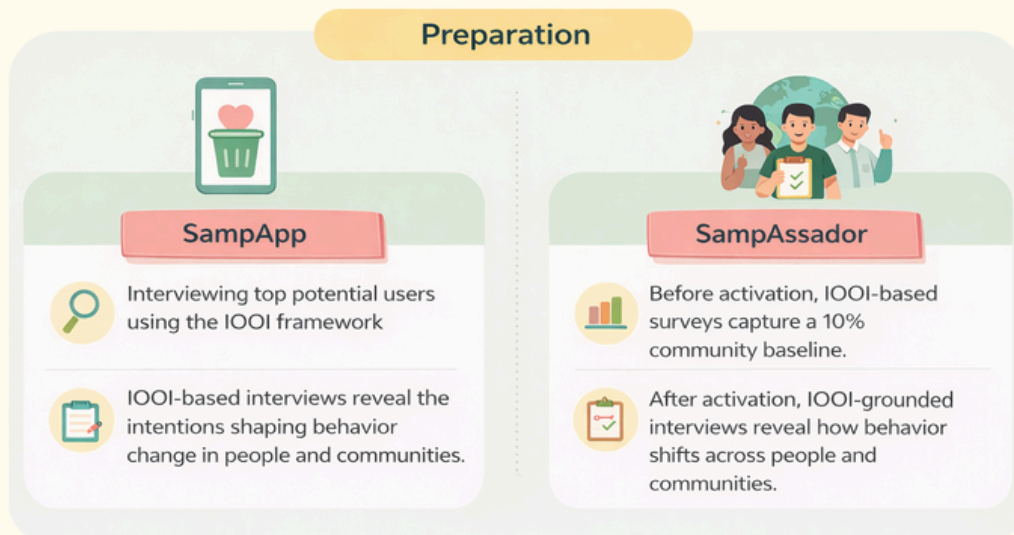 Preparation
SampApp
Interviewing top potential users
using the IOOI framework
IOOI-based interviews reveal the
intentions shaping behavior
change in people and communities.
SampAssador
Before activation, IOOI-based
surveys capture a 10%
community baseline.
After activation, IOOI-grounded
interviews reveal how behavior
shifts across people and
communities.